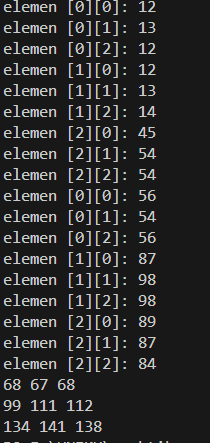 elemen [0][0]: 12
elemen [0][1]: 13
elemen [0][2]: 12
elemen [1][0]: 12
elemen [1][1]: 13
elemen [1][2]: 14
elemen [2][0]: 45
elemen [2][1]: 54
elemen [2][2]: 54
elemen [0][0]: 56
elemen [0][1]: 54
elemen [0][2]: 56
elemen [1][0]: 87
elemen [1][1]: 98
elemen [1][2]: 98
elemen [2][0]: 89
elemen [2][1]: 87
elemen [2][2]: 84
68 67 68
99 111 112
134 141 138